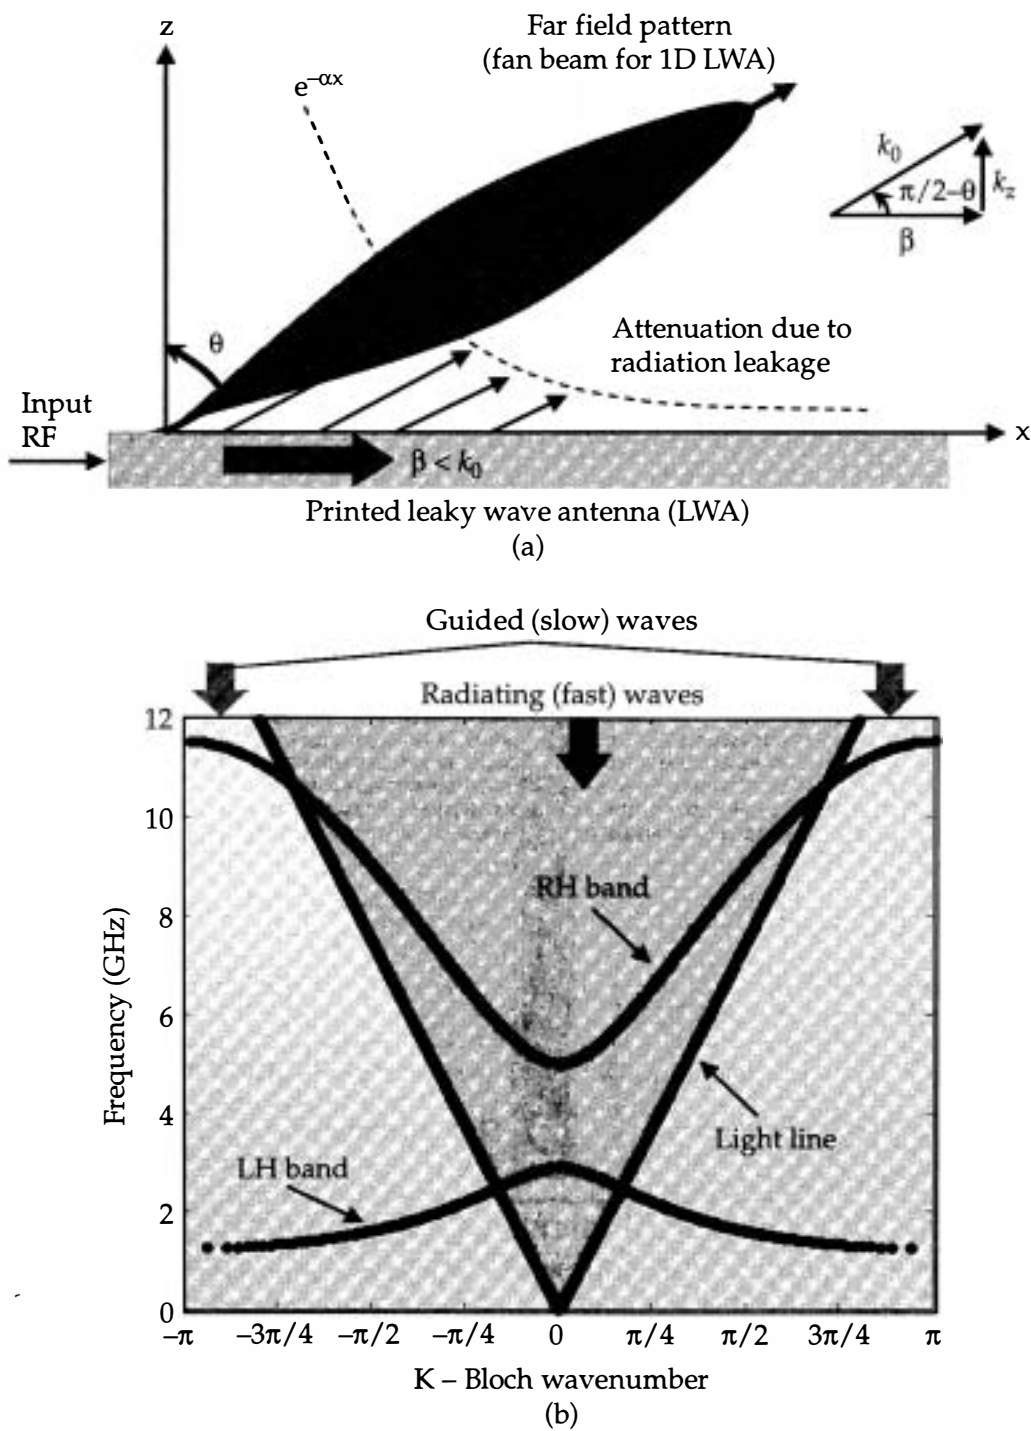 z
Far field pattern
(fan beam for 1D LWA)
e–αx
k0
π/2–θ
kz
β
θ
Attenuation due to
radiation leakage
Input
RF
x
β < k0
Printed leaky wave antenna (LWA)
(a)
Guided (slow) waves
Radiating (fast) waves
12
10
8
6
4
2
0
Frequency (GHz)
RH band
Light line
LH band
–π –3π/4 –π/2 –π/4 0 π/4 π/2 3π/4 π
K – Bloch wavenumber
(b)